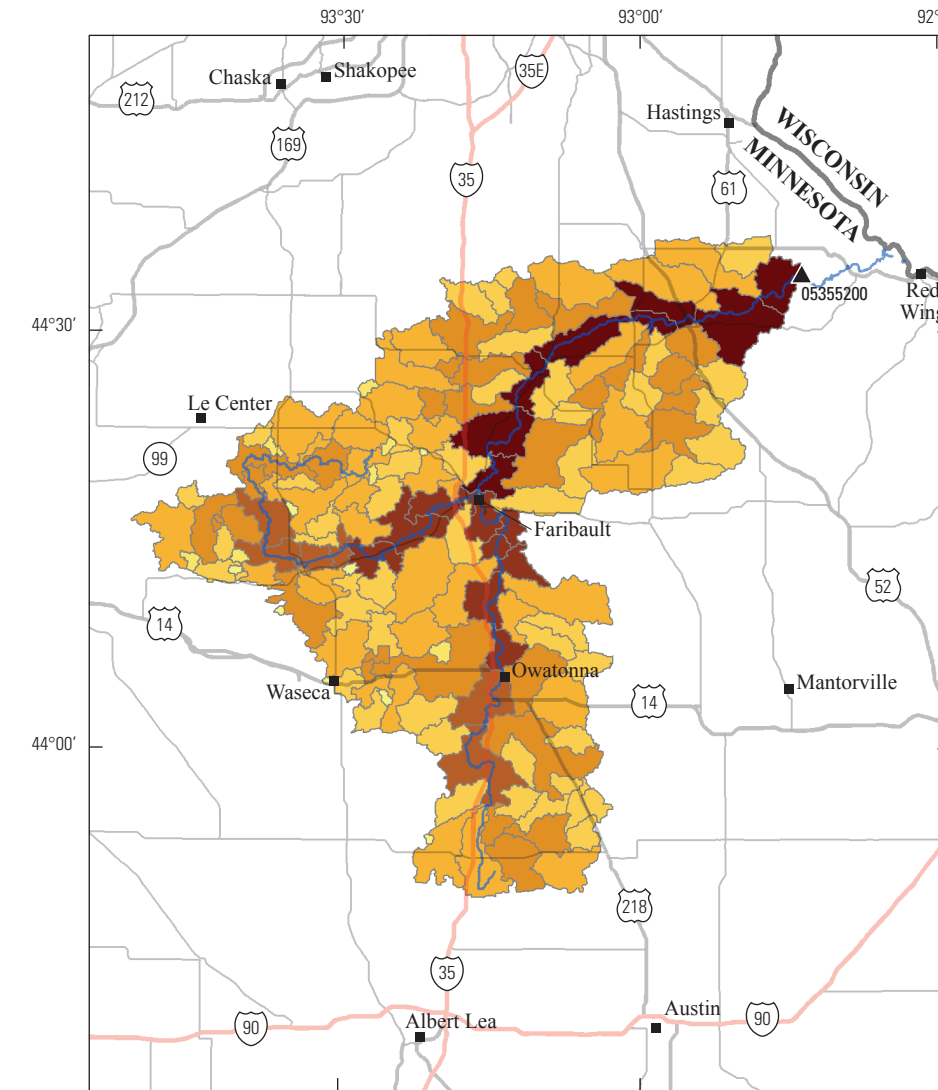 93°30′
93°00′
92°
Chaska
Shakopee
35E
212
Hastings
169
WISCONSIN
MINNESOTA
35
61
05355200
Red
Wing
44°30′
Le Center
99
Faribault
52
14
Owatonna
Waseca
Mantorville
14
44°00′
218
35
Austin
90
Albert Lea
90